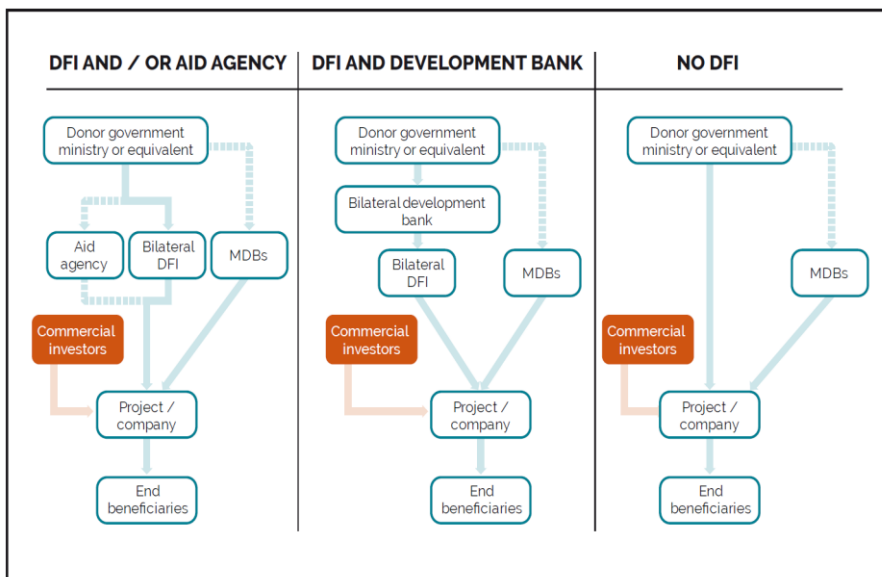 DFI AND / OR AID AGENCY
DFI AND DEVELOPMENT BANK
NO DFI
Donor government
ministry or equivalent
Aid
agency
Bilateral
DFI
MDBs
Commercial
investors
Project /
company
End
beneficiaries
Donor government
ministry or equivalent
Bilateral development
bank
Bilateral
DFI
MDBs
Commercial
investors
Project /
company
End
beneficiaries
Donor government
ministry or equivalent
MDBs
Commercial
investors
Project /
company
End
beneficiaries